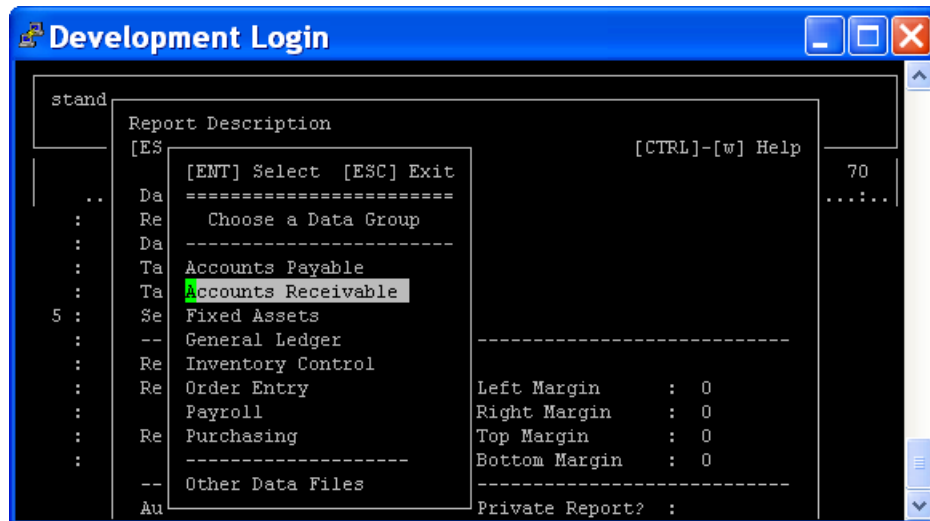 Development Login
stand
Report Description
[ES [CTRL]-[w] Help
[ENT] Select [ESC] Exit 70
.. Da ======================== ...:..
: Re Choose a Data Group
: Da ------------------------
: Ta Accounts Payable
: Ta Accounts Receivable
5 : Se Fixed Assets
: -- General Ledger ----------------------------
: Re Inventory Control
: Re Order Entry Left Margin : 0
: Payroll Right Margin : 0
: Re Purchasing Top Margin : 0
: -------------------- Bottom Margin : 0
-- Other Data Files ----------------------------
Au Private Report? :